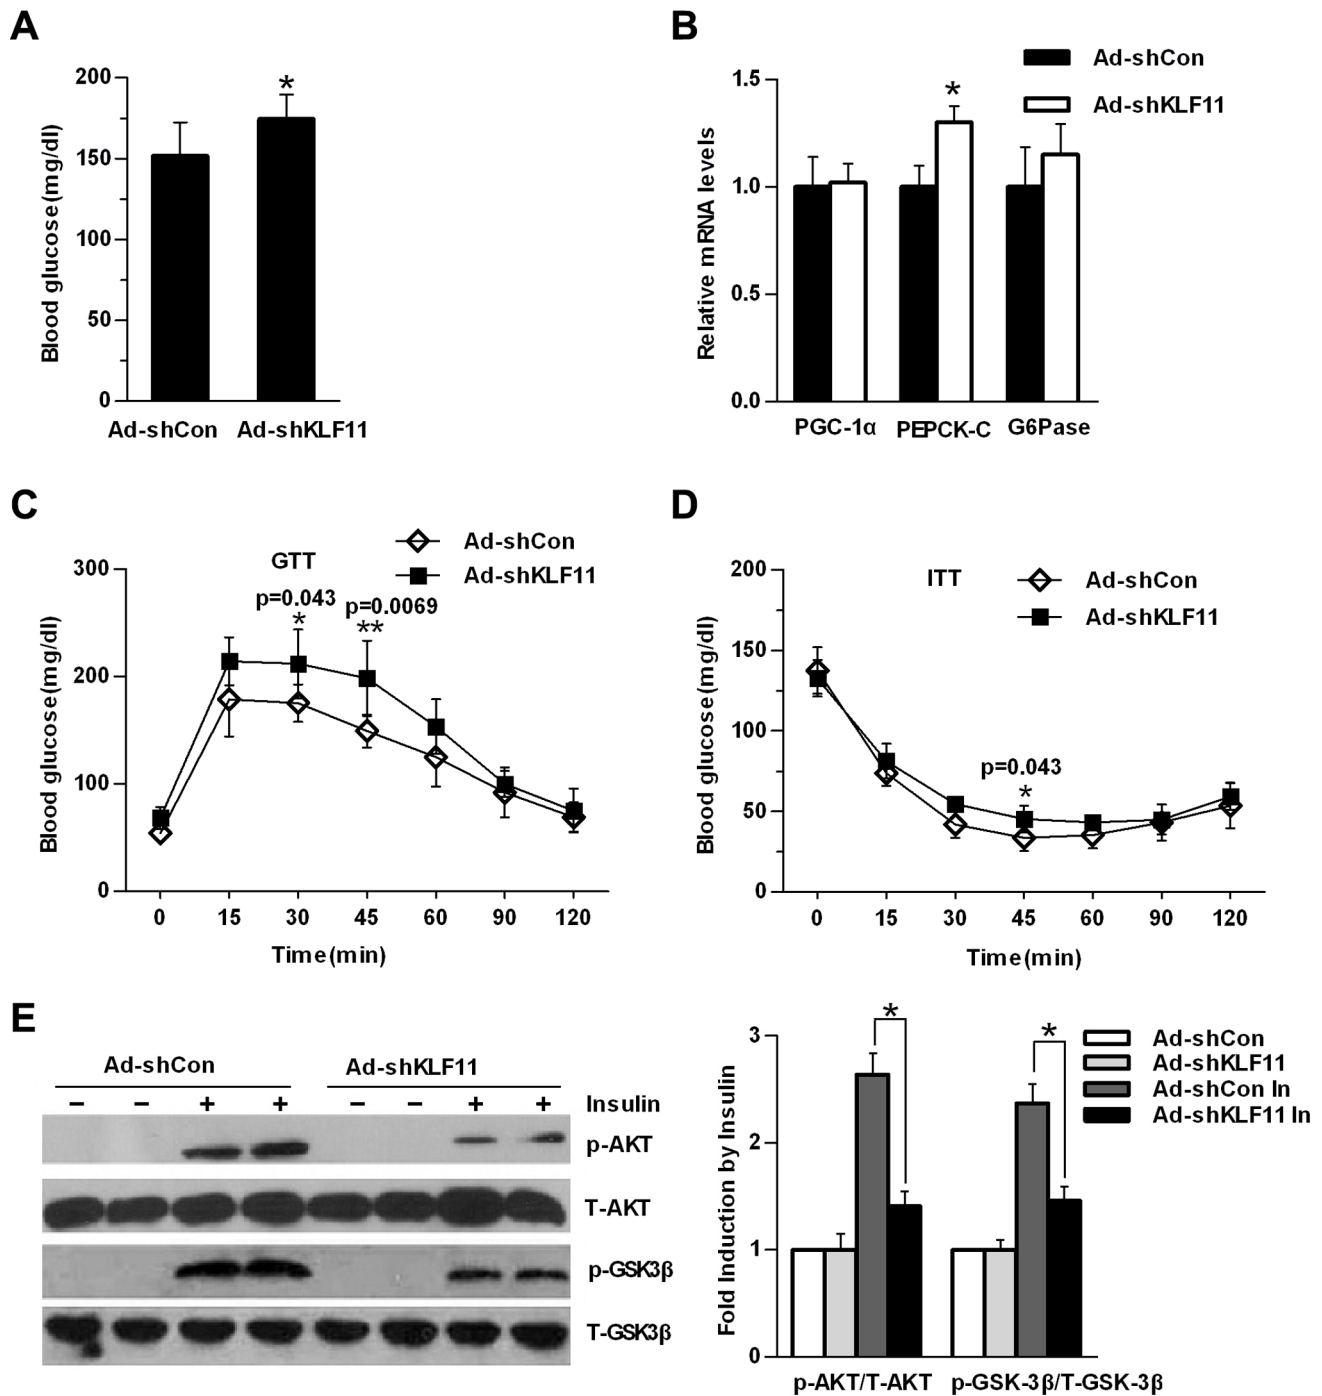 A
200
150
100
50
0
Blood glucose(mg/dl)
*
Ad-shCon
Ad-shKLF11
B
Ad-shCon
Ad-shKLF11
1.5
1.0
0.5
0.0
Relative mRNA levels
*
PGC-1α
PEPCK-C
G6Pase
C
GTT
Ad-shCon
Ad-shKLF11
300
200
100
0
Blood glucose(mg/dl)
p=0.043
*
p=0.0069
**
0 15 30 45 60 90 120
Time(min)
D
ITT
Ad-shCon
Ad-shKLF11
200
150
100
50
0
Blood glucose(mg/dl)
p=0.043
*
0 15 30 45 60 90 120
Time(min)
E
Ad-shCon
Ad-shKLF11
− − + + − − + + Insulin
p-AKT
T-AKT
p-GSK3β
T-GSK3β
3
2
1
0
Fold Induction by Insulin
*
*
Ad-shCon
Ad-shKLF11
Ad-shCon In
Ad-shKLF11 In
p-AKT/T-AKT
p-GSK-3β/T-GSK-3β